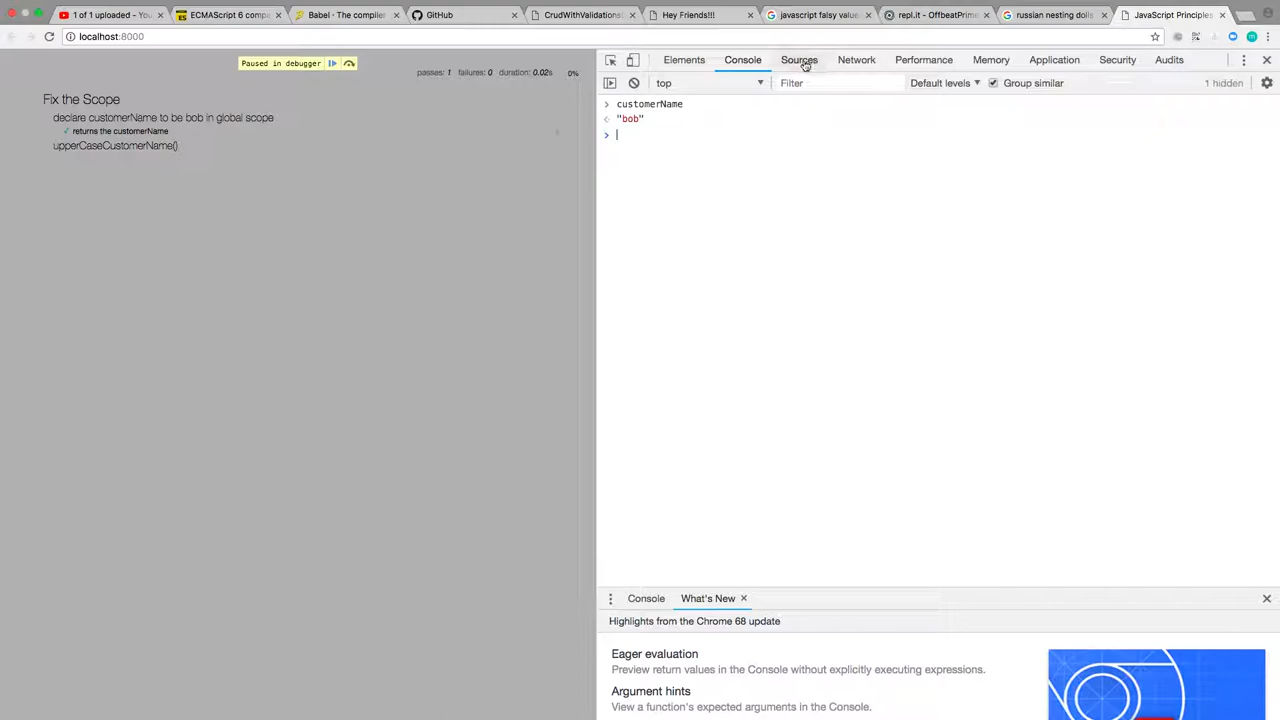 1 of 1 uploaded - You
ECMAScript 6 compa
Babel · The compiler
GitHub
CrudWithValidations(
Hey Friends!!!
javascript falsy value
repl.it - OffbeatPrime
russian nesting dolls
JavaScript Principles
localhost:8000
Paused in debugger
passes: 1 failures: 0 duration: 0.02s 0%
Fix the Scope
declare customerName to be bob in global scope
✓ returns the customerName
upperCaseCustomerName()
Elements Console Sources Network Performance Memory Application Security Audits
top Filter Default levels Group similar 1 hidden
customerName
"bob"
Console What's New
Highlights from the Chrome 68 update
Eager evaluation
Preview return values in the Console without explicitly executing expressions.
Argument hints
View a function's expected arguments in the Console.